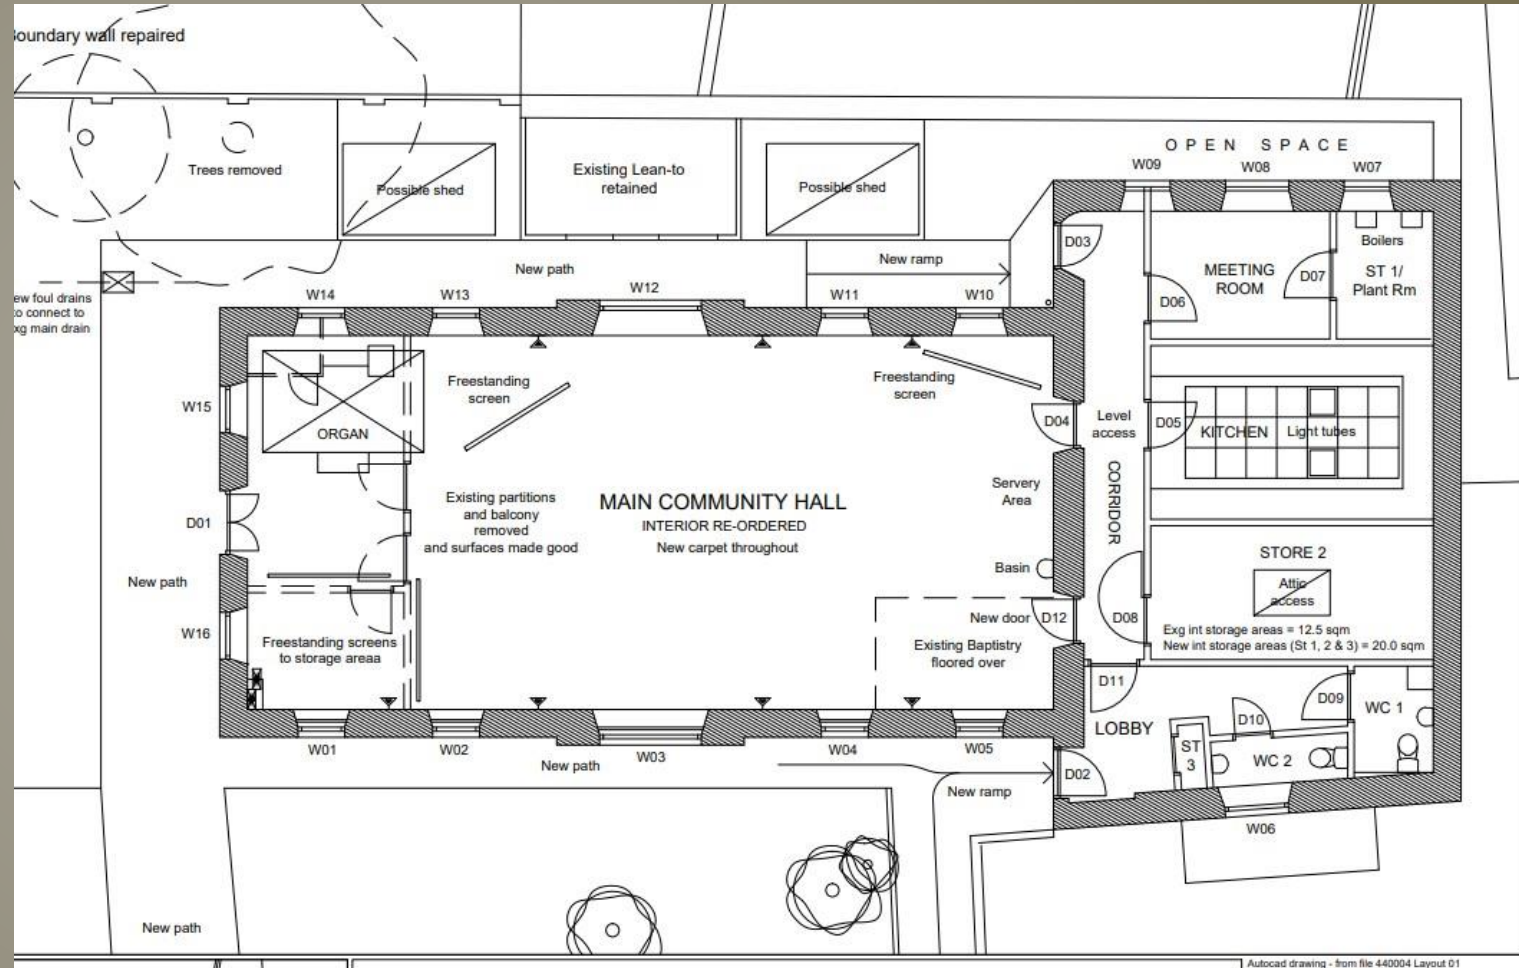 Boundary wall repaired
Trees removed
Possible shed
Existing Lean-to
retained
Possible shed
OPEN SPACE
W09
W08
W07
New path
New ramp
D03
Boilers
MEETING
ROOM
D07
ST 1/
Plant Rm
D06
ew foul drains
to connect to
xg main drain
W14
W13
W12
W11
W10
Freestanding
screen
Freestanding
screen
W15
ORGAN
D04
Level
access
D05
KITCHEN
Light tubes
CORRIDOR
Servery
Area
D01
Existing partitions
and balcony
removed
and surfaces made good
MAIN COMMUNITY HALL
INTERIOR RE-ORDERED
New carpet throughout
Basin
STORE 2
Attic
access
New path
W16
New door
D12
D08
Exg int storage areas = 12.5 sqm
New int storage areas (St 1, 2 & 3) = 20.0 sqm
Freestanding screens
to storage areaa
Existing Baptistry
floored over
D11
D09
WC 1
LOBBY
D10
ST
3
WC 2
W01
W02
W03
W04
W05
New path
D02
New ramp
W06
New path
Autocad drawing - from file 440004 Layout 01